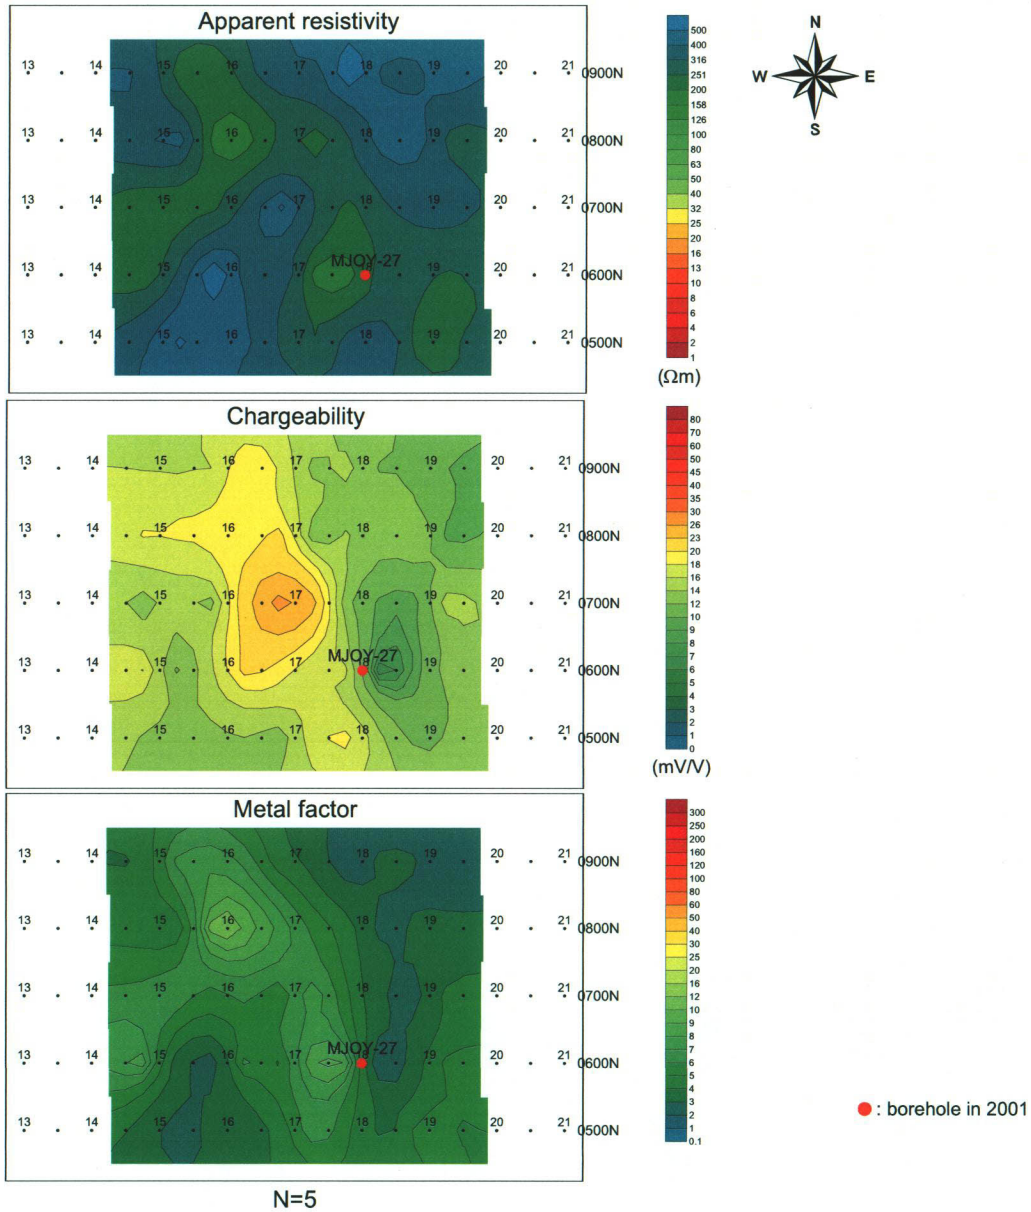 Apparent resistivity
13 14 15 16 17 18 19 20 21 0900N
13 14 15 16 17 18 19 20 21 0800N
13 14 15 16 17 18 19 20 21 0700N
MJOY-27
13 14 15 16 17 18 19 20 21 0600N
13 14 15 16 17 18 19 20 21 0500N
500
400
316
251
200
158
126
100
80
63
50
40
32
25
20
16
13
10
8
6
4
2
1
(Ωm)
N
W E
S
Chargeability
13 14 15 16 17 18 19 20 21 0900N
13 14 15 16 17 18 19 20 21 0800N
13 14 15 16 17 18 19 20 21 0700N
MJOY-27
13 14 15 16 17 18 19 20 21 0600N
13 14 15 16 17 18 19 20 21 0500N
80
70
60
50
45
40
35
30
26
23
20
18
16
14
12
10
9
8
7
6
5
4
3
2
1
0
(mV/V)
Metal factor
13 14 15 16 17 18 19 20 21 0900N
13 14 15 16 17 18 19 20 21 0800N
13 14 15 16 17 18 19 20 21 0700N
MJOY-27
13 14 15 16 17 18 19 20 21 0600N
13 14 15 16 17 18 19 20 21 0500N
300
250
200
160
120
100
80
60
50
40
30
25
20
16
12
10
9
8
7
6
5
4
3
2
1
0.1
: borehole in 2001
N=5